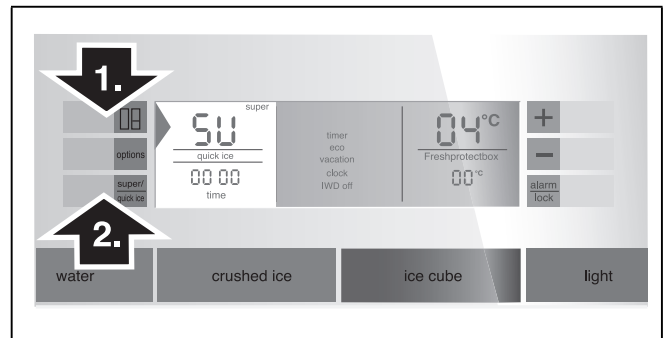 1.
super
SU
04°C
+
timer
eco
options
quick ice
vacation
Freshprotectbox
−
clock
super/
00 00
IWD off
00°C
alarm
quick ice
time
lock
2.
water
crushed ice
ice cube
light